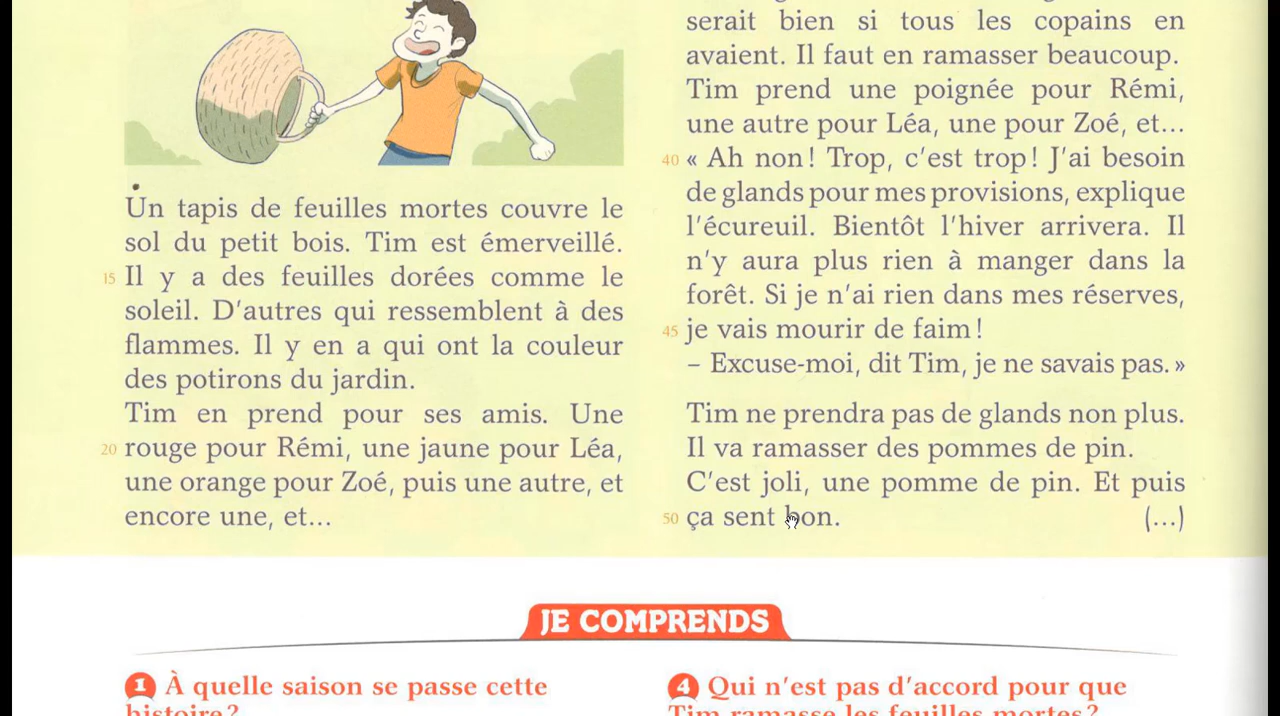 Un tapis de feuilles mortes couvre le
sol du petit bois. Tim est émerveillé.
15 Il y a des feuilles dorées comme le
soleil. D'autres qui ressemblent à des
flammes. Il y en a qui ont la couleur
des potirons du jardin.
Tim en prend pour ses amis. Une
20 rouge pour Rémi, une jaune pour Léa,
une orange pour Zoé, puis une autre, et
encore une, et...
serait bien si tous les copains en
avaient. Il faut en ramasser beaucoup.
Tim prend une poignée pour Rémi,
une autre pour Léa, une pour Zoé, et...
40 « Ah non ! Trop, c'est trop ! J'ai besoin
de glands pour mes provisions, explique
l'écureuil. Bientôt l'hiver arrivera. Il
n'y aura plus rien à manger dans la
forêt. Si je n'ai rien dans mes réserves,
45 je vais mourir de faim !
– Excuse-moi, dit Tim, je ne savais pas. »
Tim ne prendra pas de glands non plus.
Il va ramasser des pommes de pin.
C'est joli, une pomme de pin. Et puis
50 ça sent bon. (...)
JE COMPRENDS
1 À quelle saison se passe cette
histoire ?
4 Qui n'est pas d'accord pour que
Tim ramasse les feuilles mortes ?